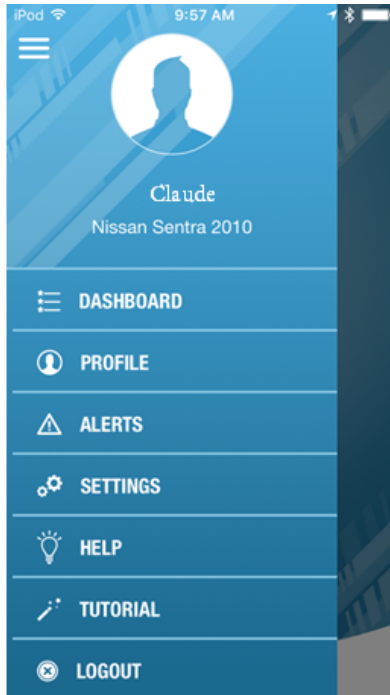 iPod 9:57 AM
Claude
Nissan Sentra 2010
DASHBOARD
PROFILE
ALERTS
SETTINGS
HELP
TUTORIAL
LOGOUT